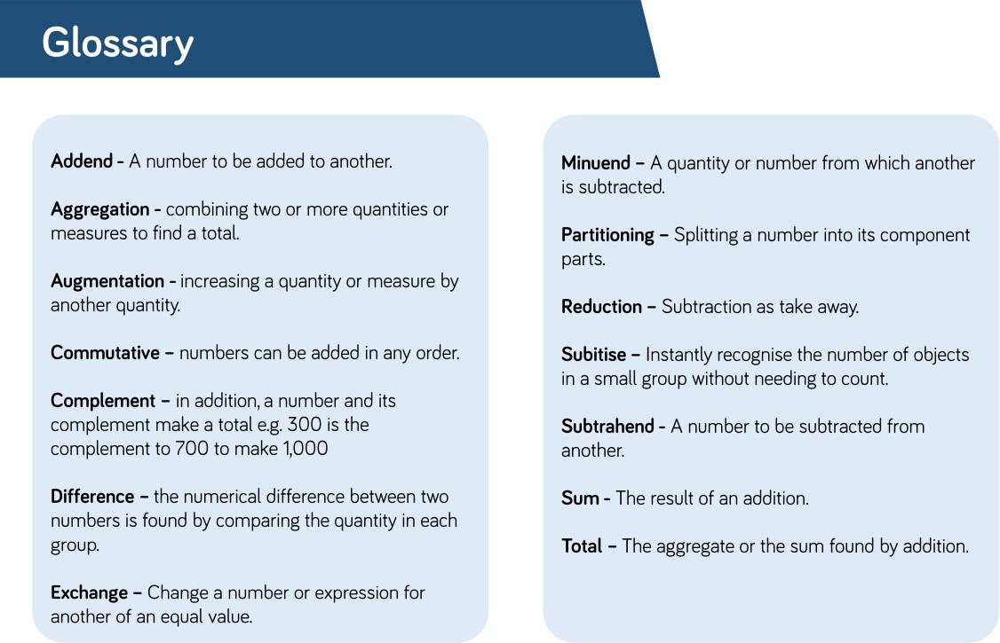 Glossary
Addend - A number to be added to another.
Aggregation - combining two or more quantities or
measures to find a total.
Augmentation - increasing a quantity or measure by
another quantity.
Commutative – numbers can be added in any order.
Complement – in addition, a number and its
complement make a total e.g. 300 is the
complement to 700 to make 1,000
Difference – the numerical difference between two
numbers is found by comparing the quantity in each
group.
Exchange – Change a number or expression for
another of an equal value.
Minuend – A quantity or number from which another
is subtracted.
Partitioning – Splitting a number into its component
parts.
Reduction – Subtraction as take away.
Subitise – Instantly recognise the number of objects
in a small group without needing to count.
Subtrahend - A number to be subtracted from
another.
Sum - The result of an addition.
Total – The aggregate or the sum found by addition.